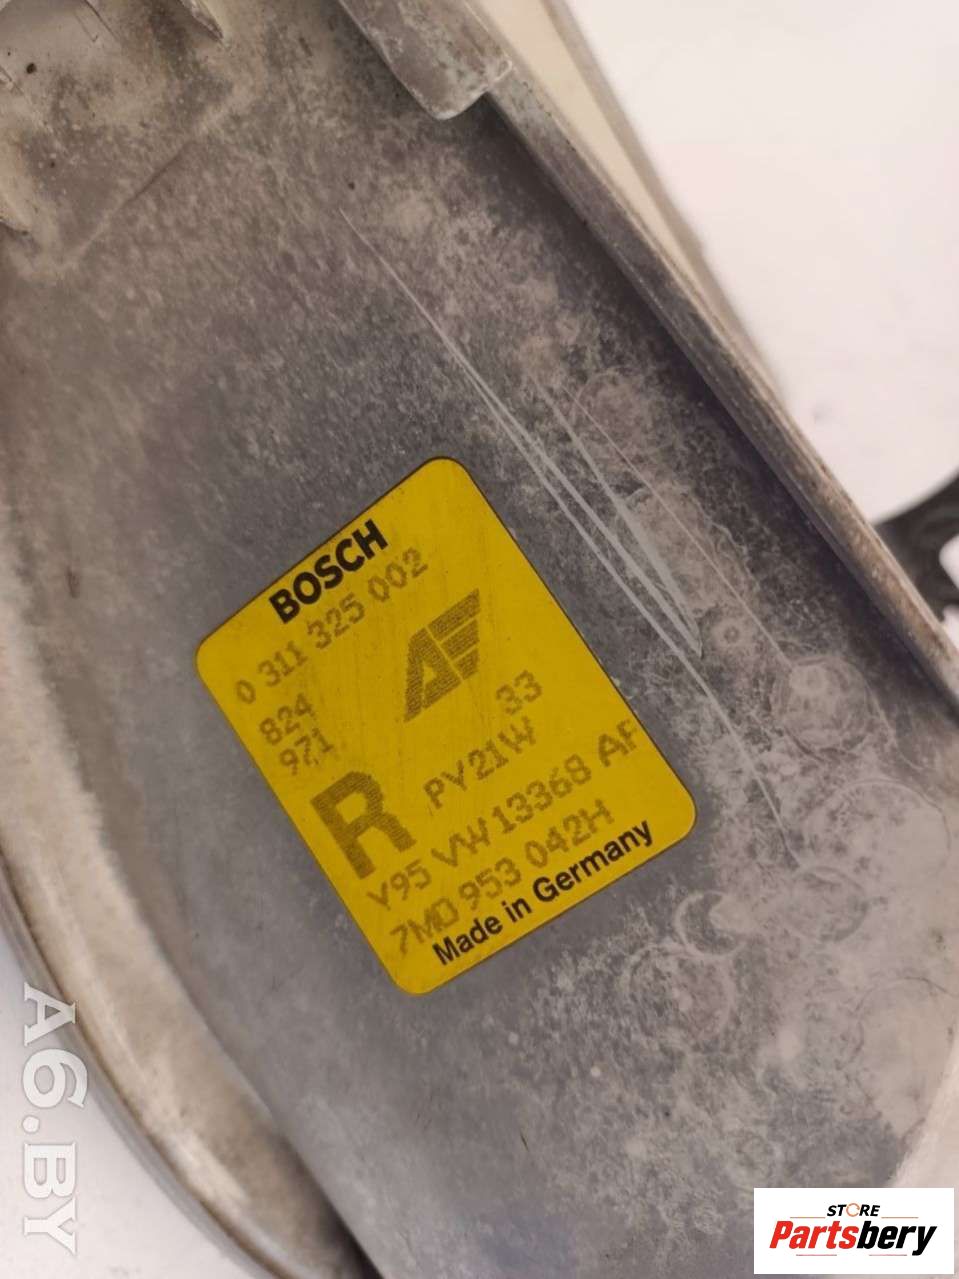 BOSCH
0 311 325 002
AF
824
971
33
R
PY21W
V95 VW 13368 AF
7M0 953 042H
Made in Germany
A6.BY
STORE
Partsbery